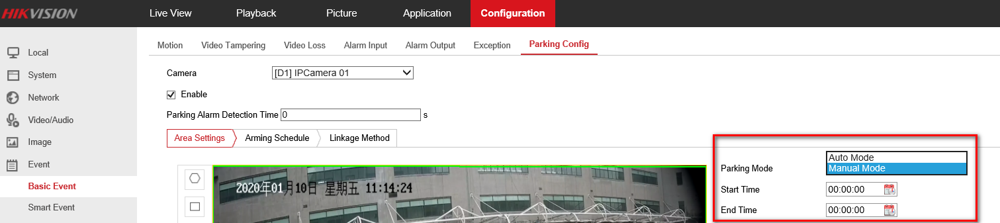 HIKVISION Live View Playback Picture Application Configuration
Local
System
Network
Video/Audio
Image
Event
Basic Event
Smart Event
Motion Video Tampering Video Loss Alarm Input Alarm Output Exception Parking Config
Camera [D1] IPCamera 01
Enable
Parking Alarm Detection Time 0 s
Area Settings Arming Schedule Linkage Method
2020年01月10日 星期五 11:14:24
Parking Mode
Auto Mode
Manual Mode
Start Time 00:00:00
End Time 00:00:00